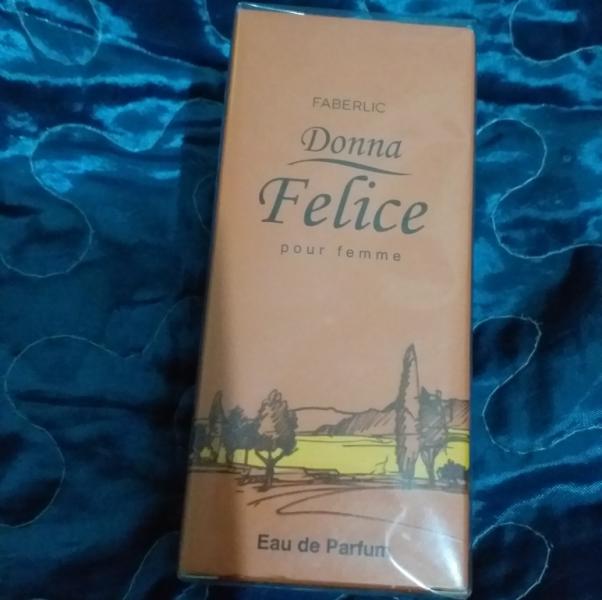 FABERLIC
Donna
Felice
pour femme
Eau de Parfum